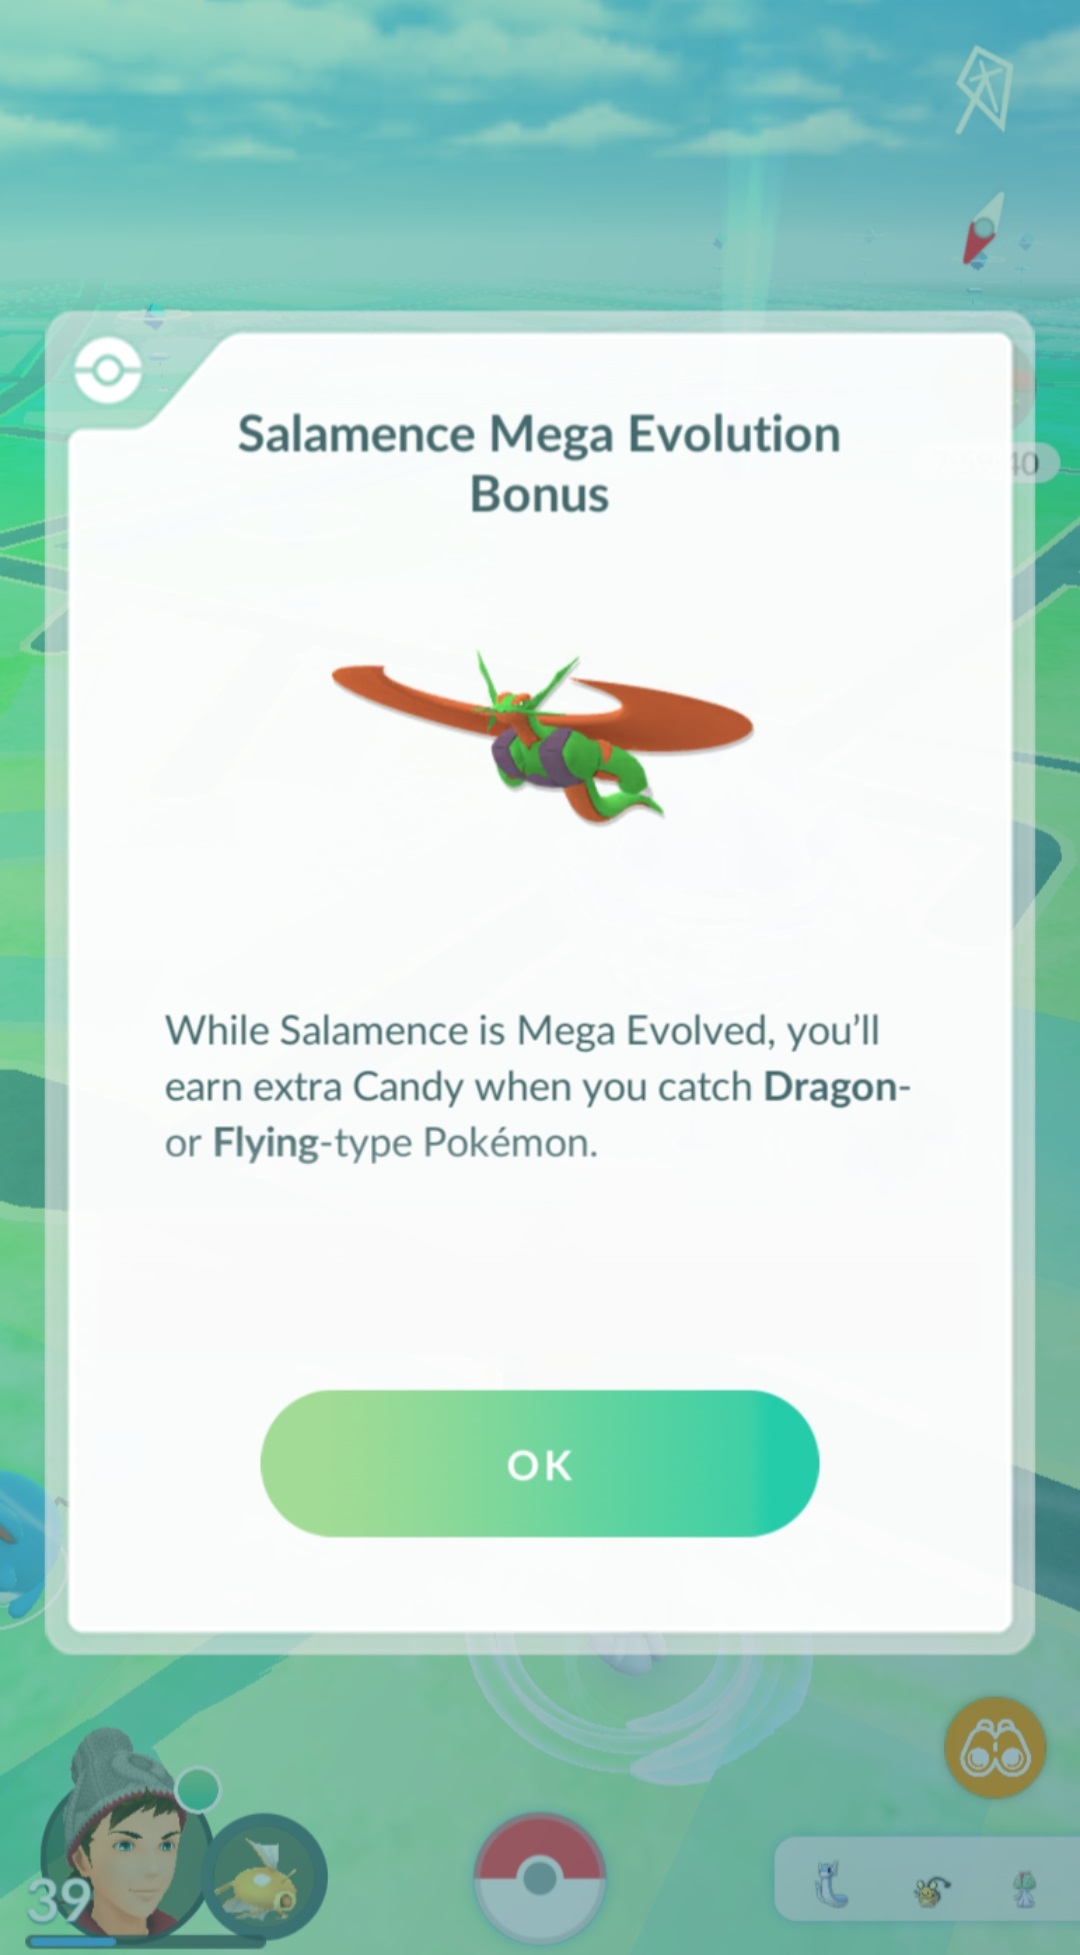 Salamence Mega Evolution
Bonus
40
While Salamence is Mega Evolved, you’ll
earn extra Candy when you catch Dragon-
or Flying-type Pokémon.
OK
39